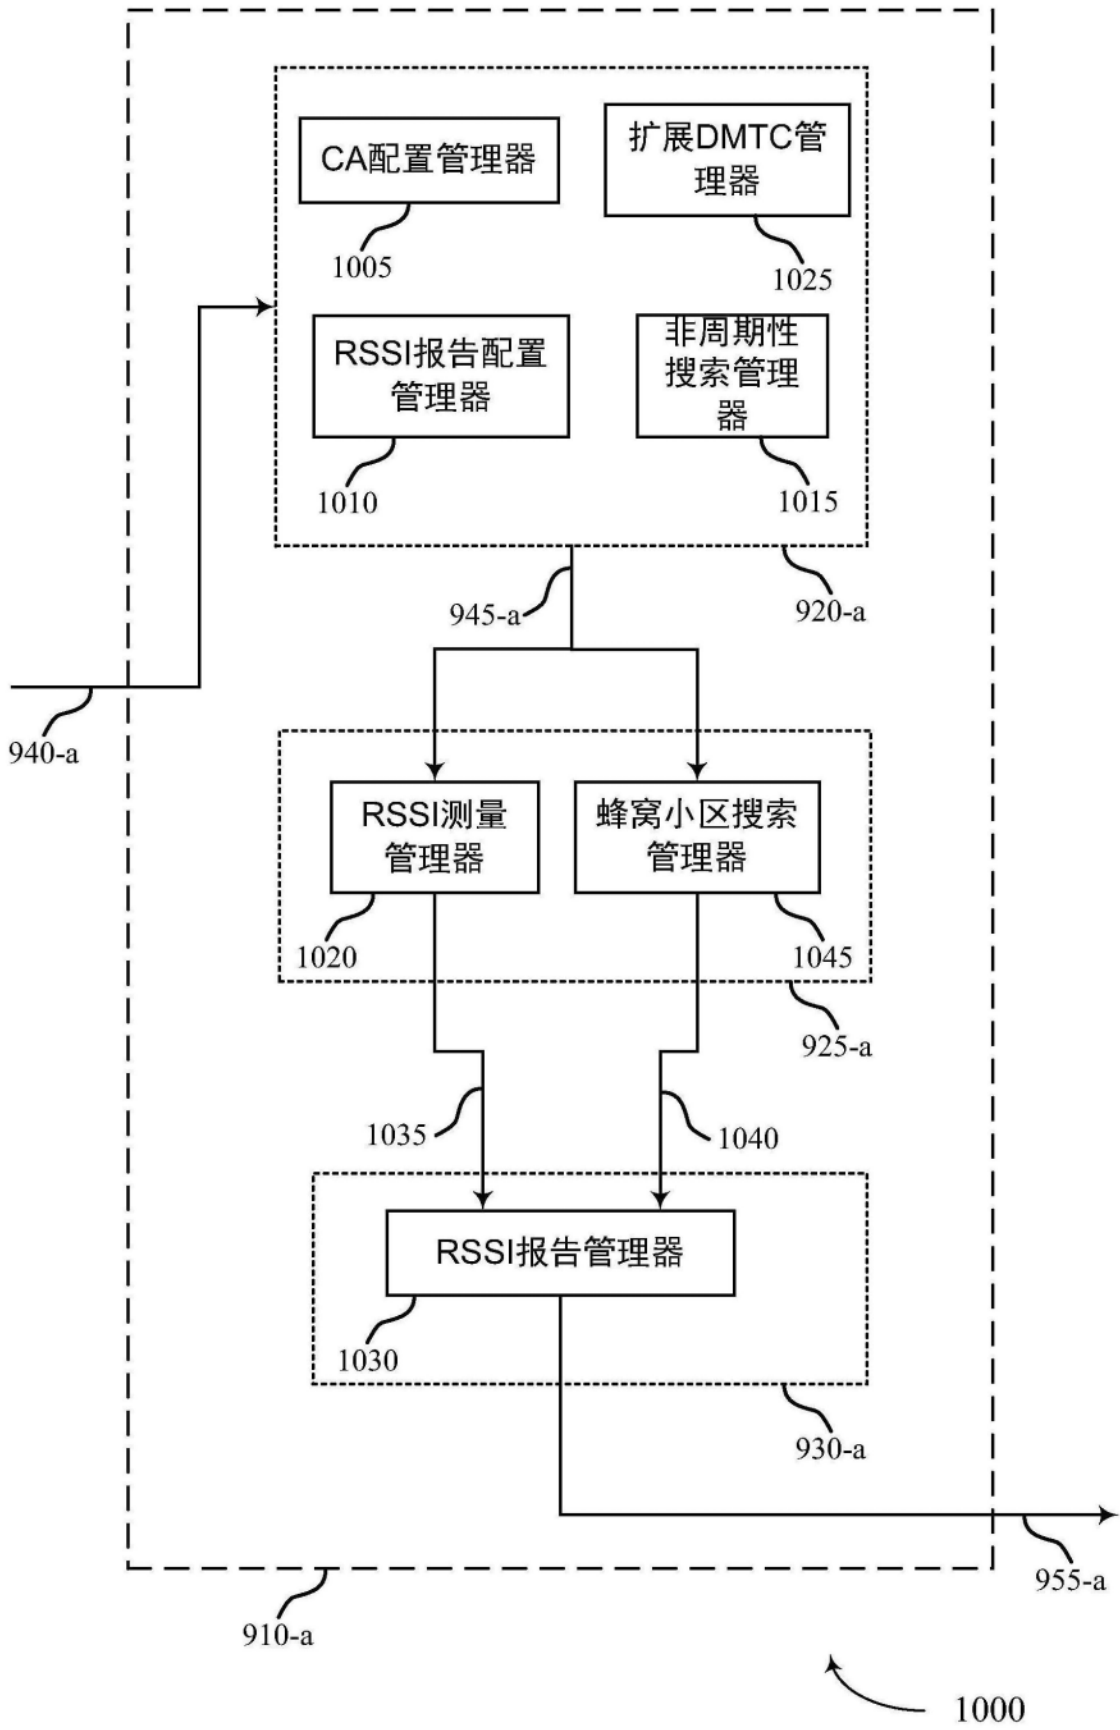 CA配置管理器
扩展DMTC管
理器
1005
1025
RSSI报告配置
管理器
非周期性
搜索管理
器
1010
1015
945-a
920-a
940-a
RSSI测量
管理器
蜂窝小区搜索
管理器
1020
1045
925-a
1035
1040
RSSI报告管理器
1030
930-a
955-a
910-a
1000